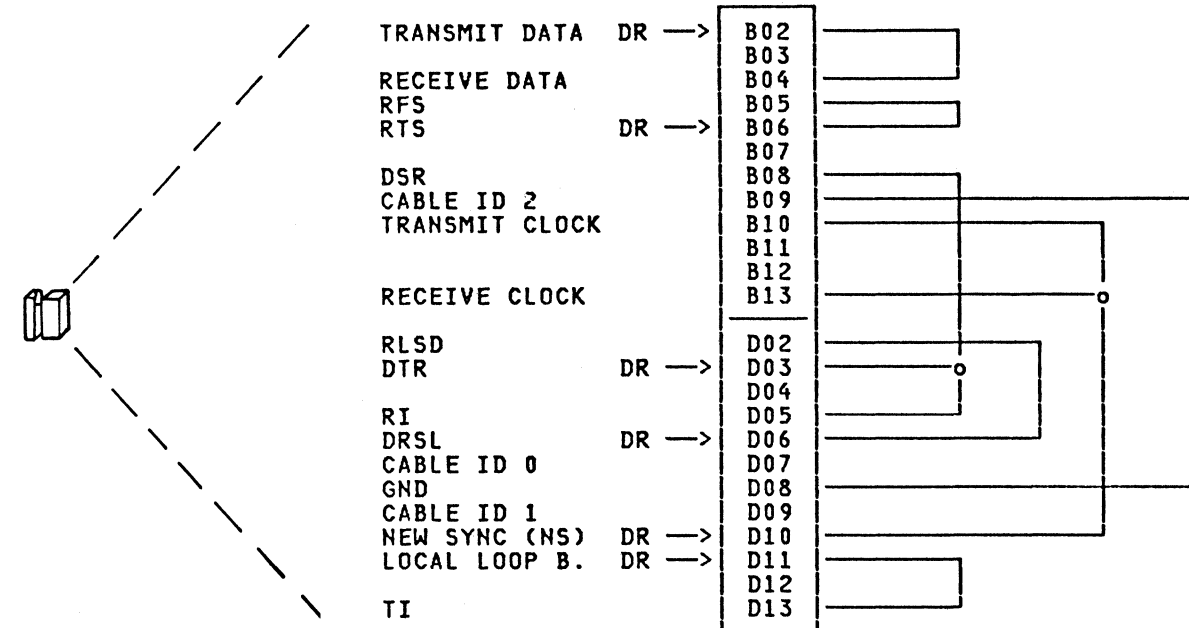 TRANSMIT DATA DR —> B02
B03
RECEIVE DATA B04
RFS B05
RTS DR —> B06
B07
DSR B08
CABLE ID 2 B09
TRANSMIT CLOCK B10
B11
B12
RECEIVE CLOCK B13
RLSD D02
DTR DR —> D03
D04
RI D05
DRSL DR —> D06
CABLE ID 0 D07
GND D08
CABLE ID 1 D09
NEW SYNC (NS) DR —> D10
LOCAL LOOP B. DR —> D11
D12
TI D13